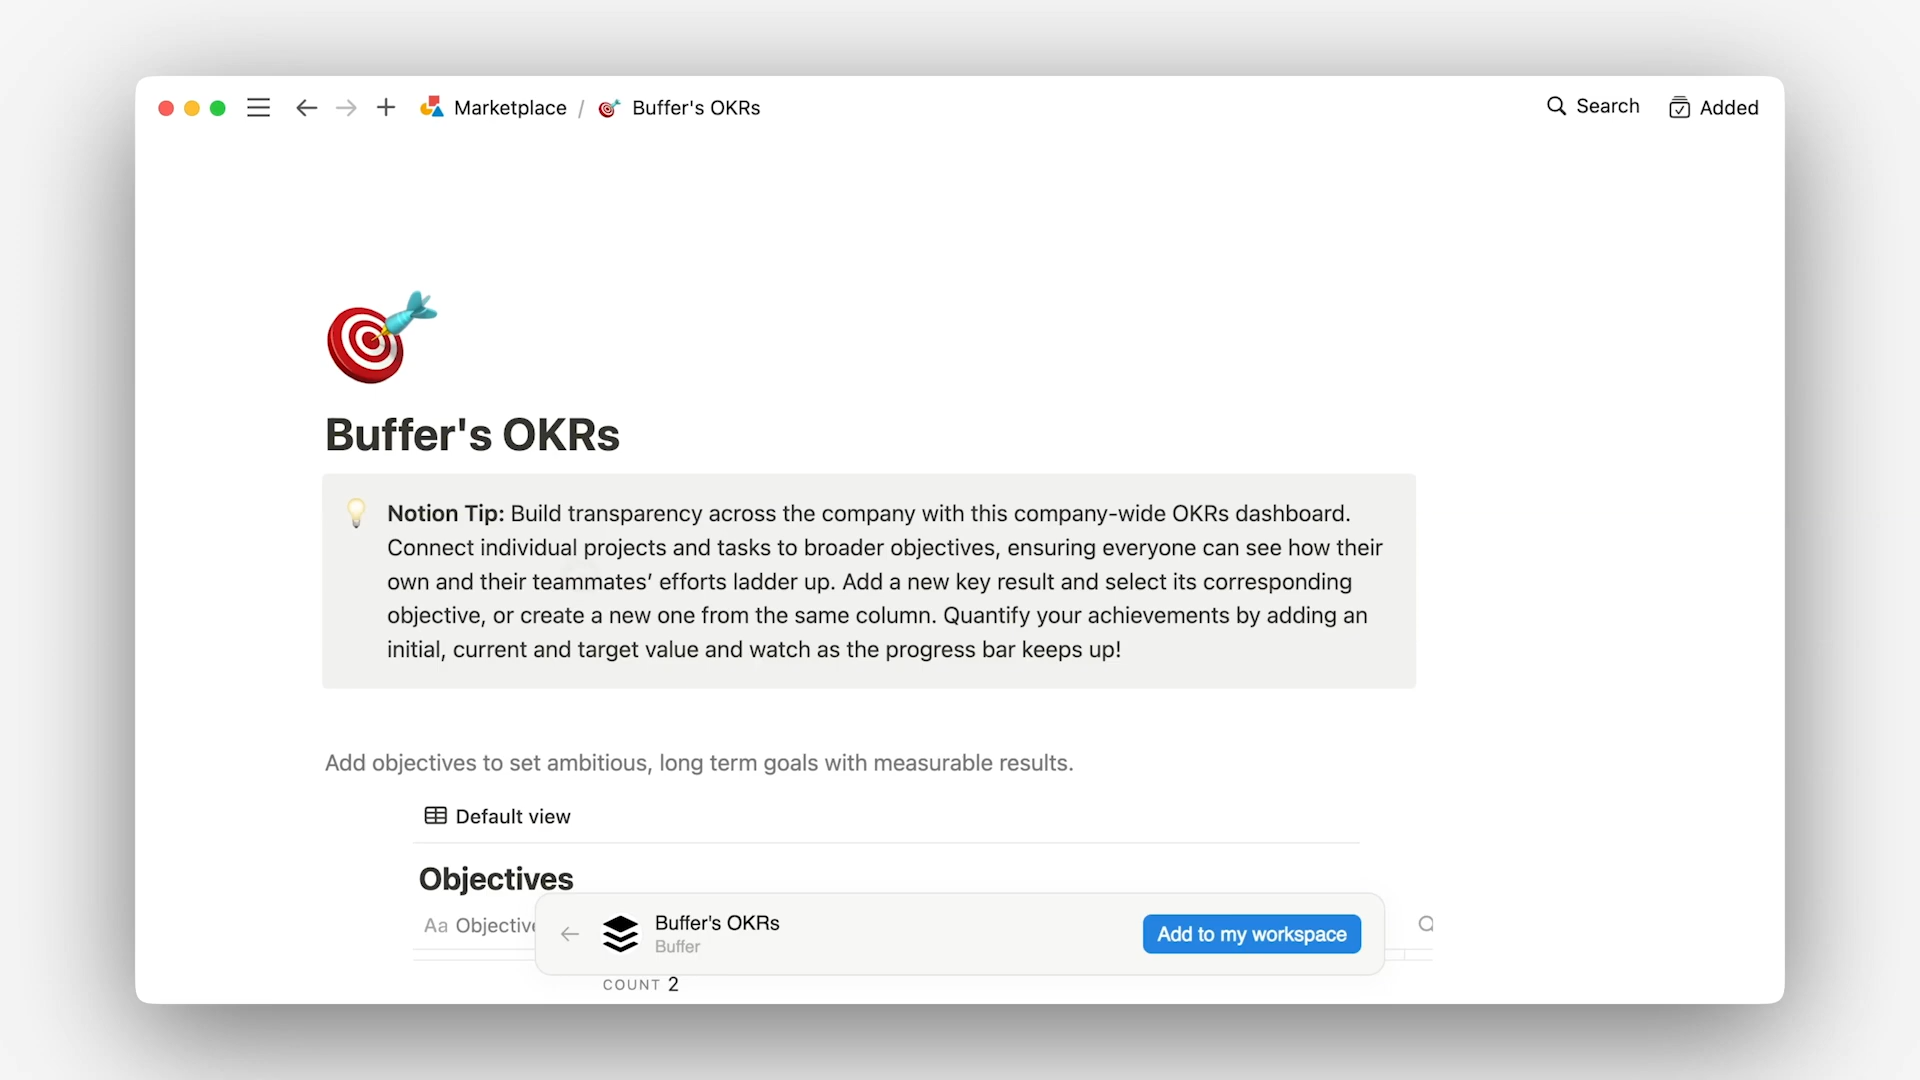 Marketplace / Buffer's OKRs
Search
Added
Buffer's OKRs
Notion Tip: Build transparency across the company with this company-wide OKRs dashboard.
Connect individual projects and tasks to broader objectives, ensuring everyone can see how their
own and their teammates’ efforts ladder up. Add a new key result and select its corresponding
objective, or create a new one from the same column. Quantify your achievements by adding an
initial, current and target value and watch as the progress bar keeps up!
Add objectives to set ambitious, long term goals with measurable results.
Default view
Objectives
Aa
Buffer's OKRs
Buffer
Add to my workspace
COUNT 2